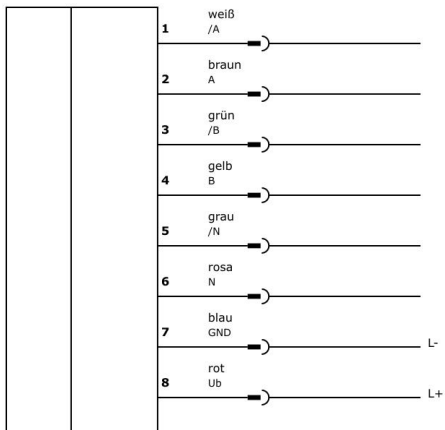 weiß
1 /A
braun
2 A
grün
3 /B
gelb
4 B
grau
5 /N
rosa
6 N
blau
7 GND
L-
rot
8 Ub
L+